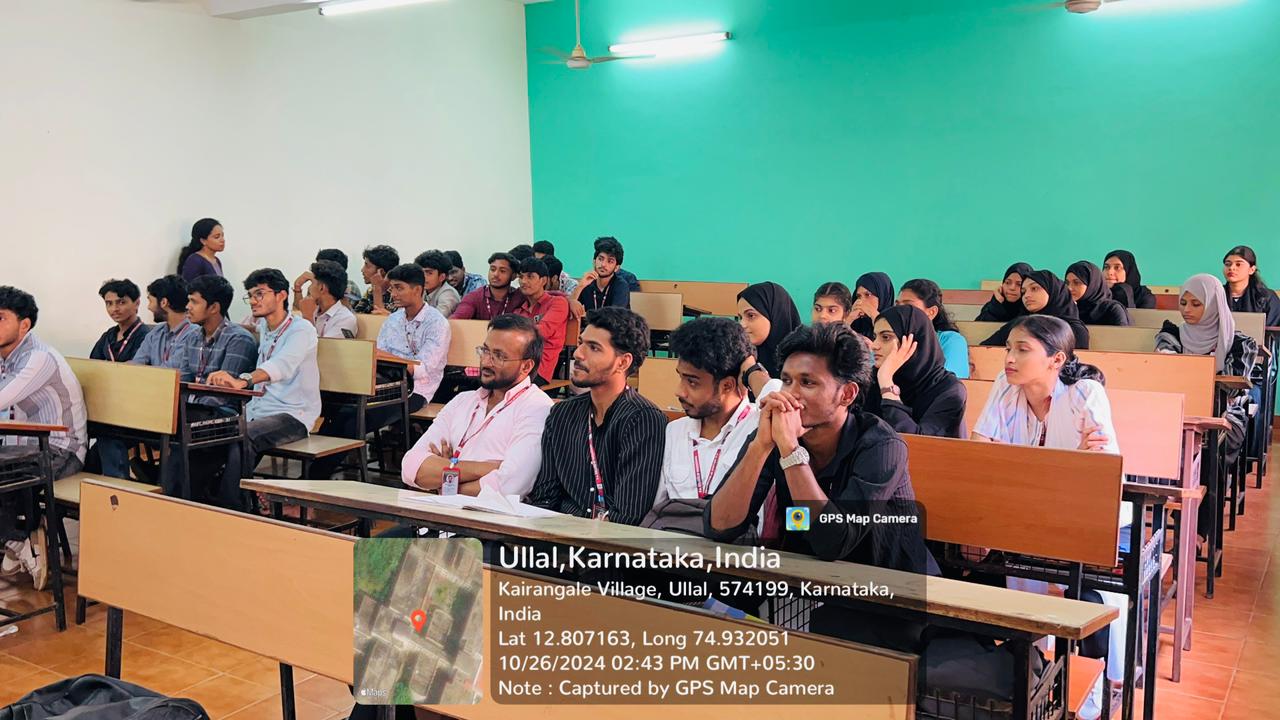 GPS Map Camera
Ullal,Karnataka,India
Kairangale Village, Ullal, 574199, Karnataka,
India
Lat 12.807163, Long 74.932051
10/26/2024 02:43 PM GMT+05:30
Note : Captured by GPS Map Camera
Maps